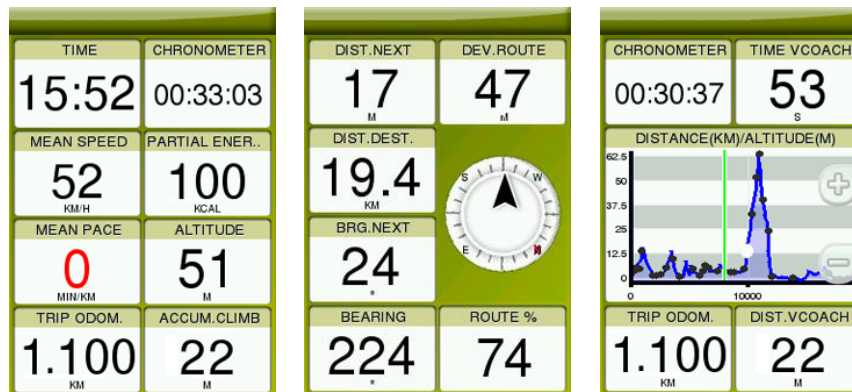 TIME
CHRONOMETER
15:52
00:33:03
MEAN SPEED
PARTIAL ENER..
52
KM/H
100
KCAL
MEAN PACE
ALTITUDE
0
MIN/KM
51
M
TRIP ODOM.
ACCUM.CLIMB
1.100
KM
22
M
DIST.NEXT
DEV.ROUTE
17
M
47
M
DIST.DEST.
19.4
KM
S
W
E
N
BRG.NEXT
24
°
BEARING
ROUTE %
224
°
74
CHRONOMETER
TIME VCOACH
00:30:37
53
S
DISTANCE(KM)/ALTITUDE(M)
62.5
50
37.5
25
12.5
0
0
10000
TRIP ODOM.
DIST.VCOACH
1.100
KM
22
M